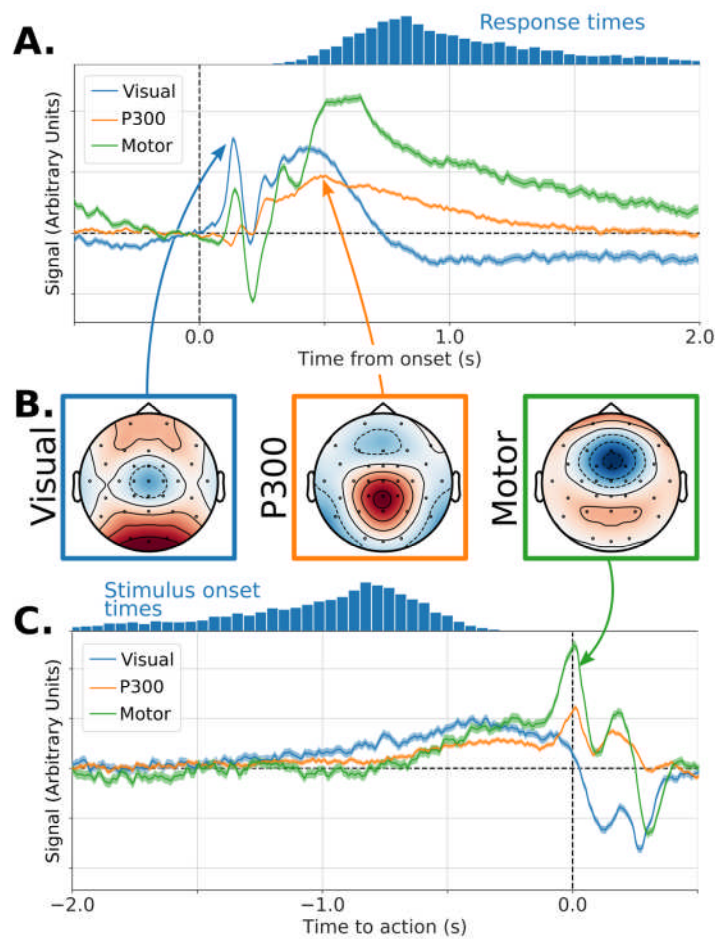 A.
Response times
Visual
P300
Motor
Signal (Arbitrary Units)
0.0
1.0
2.0
Time from onset (s)
B.
Visual
P300
Motor
C.
Stimulus onset
times
Visual
P300
Motor
Signal (Arbitrary Units)
−2.0
−1.0
0.0
Time to action (s)